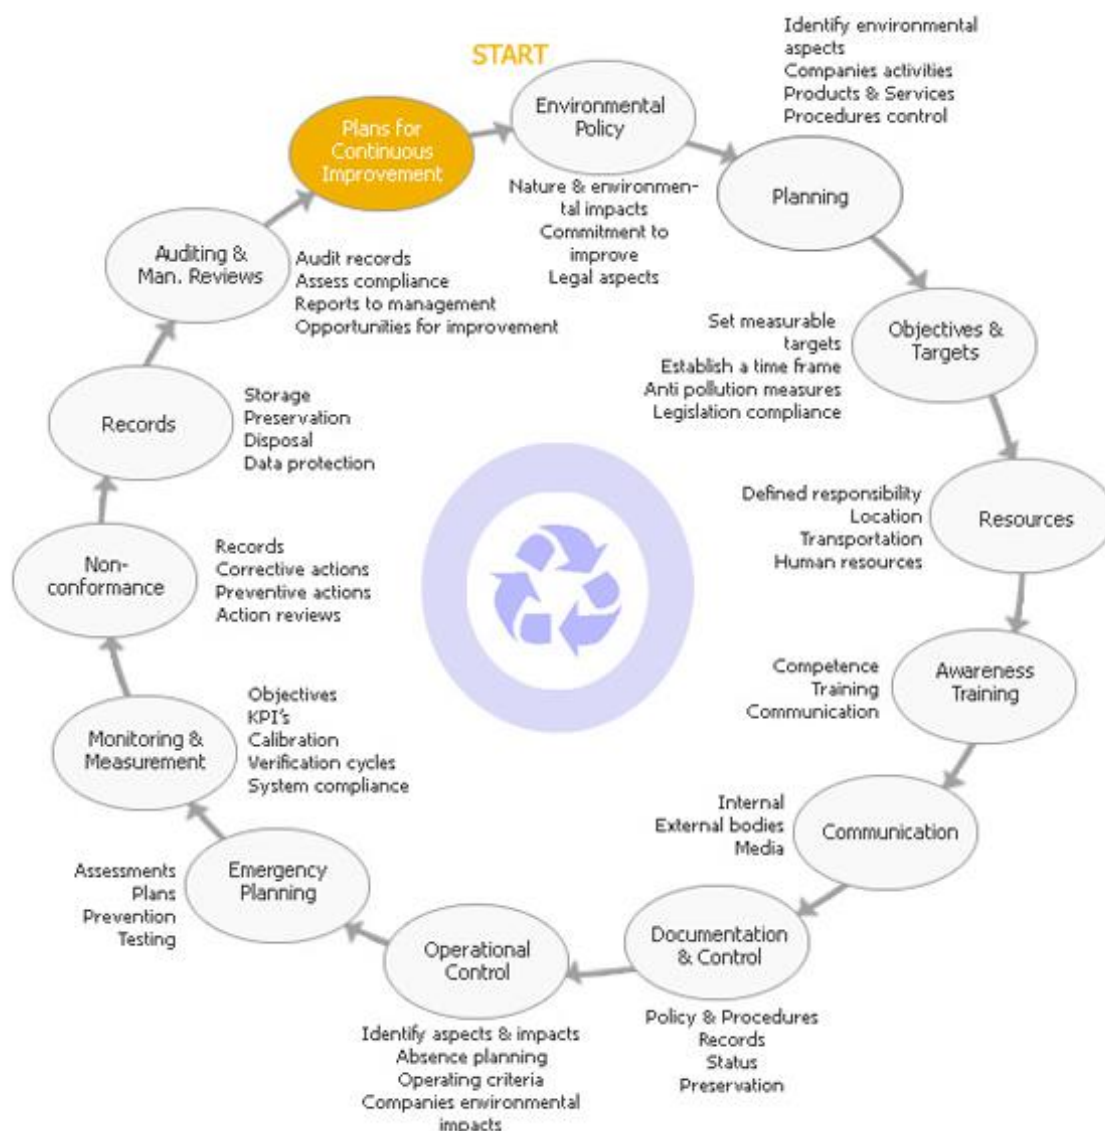 START
Environmental
Policy
Nature & environmen-
tal impacts
Commitment to
improve
Legal aspects
Identify environmental
aspects
Companies activities
Products & Services
Procedures control
Planning
Objectives &
& Targets
Set measurable
targets
Establish a time frame
Anti pollution measures
Legislation compliance
Resources
Defined responsibility
Location
Transportation
Human resources
Awareness
Training
Competence
Training
Communication
Communication
Internal
External bodies
Media
Documentation
& Control
Policy & Procedures
Records
Status
Preservation
Operational
Control
Identify aspects & impacts
Absence planning
Operating criteria
Companies environmental
impacts
Emergency
Planning
Assessments
Plans
Prevention
Testing
Monitoring &
& Measurement
Objectives
KPI's
Calibration
Verification cycles
System compliance
Non-
conformance
Records
Corrective actions
Preventive actions
Action reviews
Records
Storage
Preservation
Disposal
Data protection
Auditing &
Man. Reviews
Audit records
Assess compliance
Reports to management
Opportunities for improvement
Plans for
Continuous
Improvement